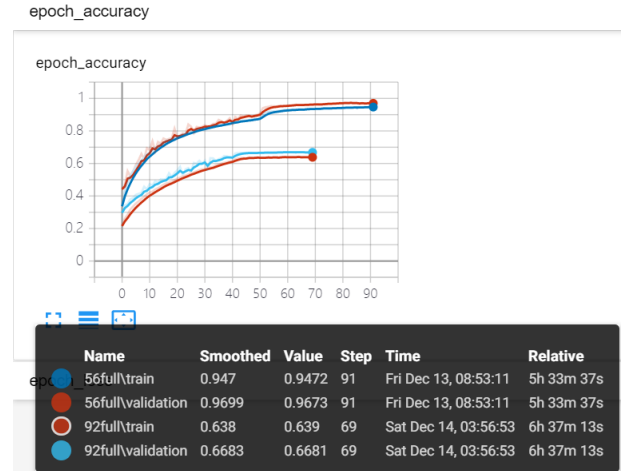 epoch_accuracy
epoch_accuracy
1
0.8
0.6
0.4
0.2
0
0 10 20 30 40 50 60 70 80 90
Name Smoothed Value Step Time Relative
56full\train 0.947 0.9472 91 Fri Dec 13, 08:53:11 5h 33m 37s
56full\validation 0.9699 0.9673 91 Fri Dec 13, 08:53:11 5h 33m 37s
92full\train 0.638 0.639 69 Sat Dec 14, 03:56:53 6h 37m 13s
92full\validation 0.6683 0.6681 69 Sat Dec 14, 03:56:53 6h 37m 13s